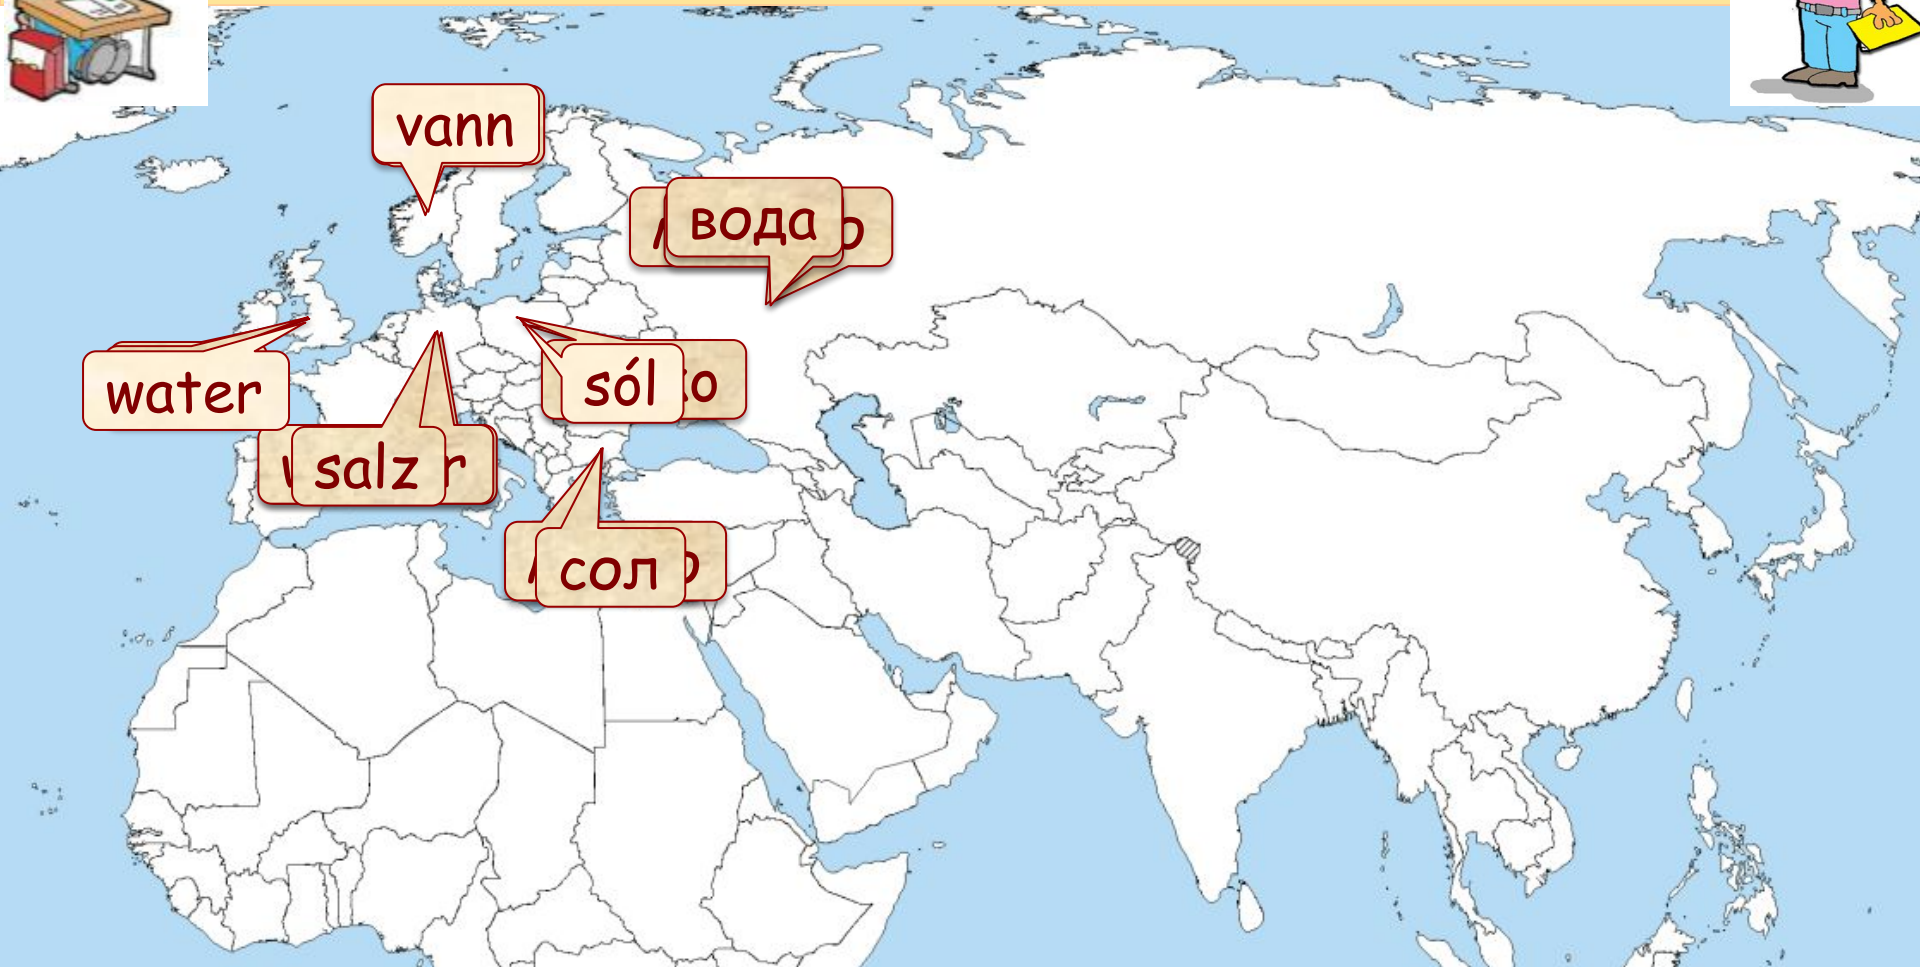 vann
вода
water
sól
salz
сол